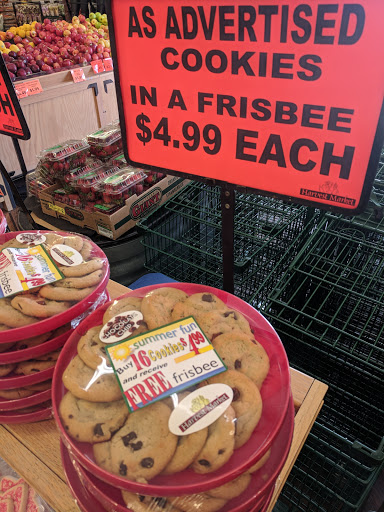 AS ADVERTISED
COOKIES
IN A FRISBEE
$4.99 EACH
Harvest Market
summer fun
Buy 16 Cookies $4.99
and receive
FREE frisbee
Harvest Market